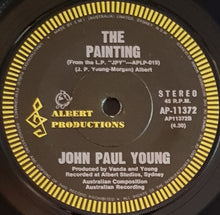 THE
PAINTING
(From the L.P. "JPY"—APLP-019)
(J. P. Young-Morgan) Albert
STEREO
45 R.P.M.
AP-11372
AP11372B
(4.30)
ALBERT
PRODUCTIONS
JOHN PAUL YOUNG
Produced by Vanda and Young
Recorded at Albert Studios, Sydney
Australian Composition
Australian Recording